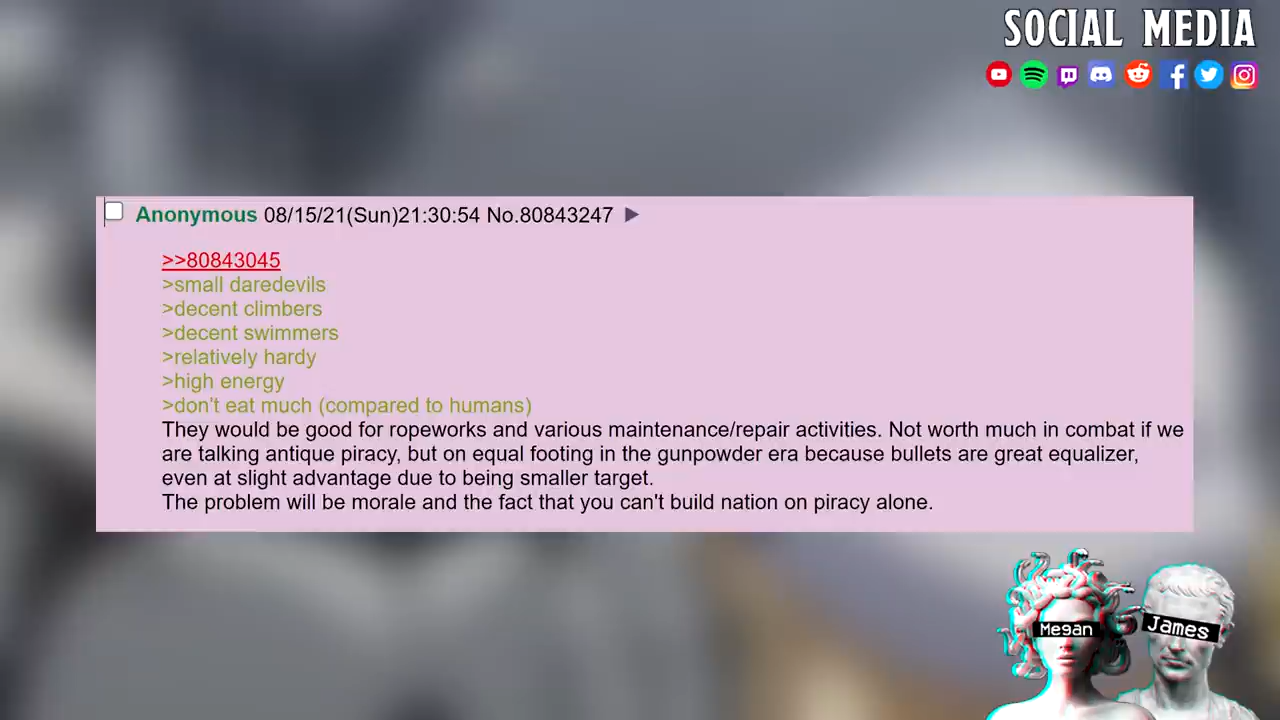 SOCIAL MEDIA
Anonymous 08/15/21(Sun)21:30:54 No.80843247 ▶
>>80843045
>small daredevils
>decent climbers
>decent swimmers
>relatively hardy
>high energy
>don't eat much (compared to humans)
They would be good for ropeworks and various maintenance/repair activities. Not worth much in combat if we
are talking antique piracy, but on equal footing in the gunpowder era because bullets are great equalizer,
even at slight advantage due to being smaller target.
The problem will be morale and the fact that you can't build nation on piracy alone.
Megan
James